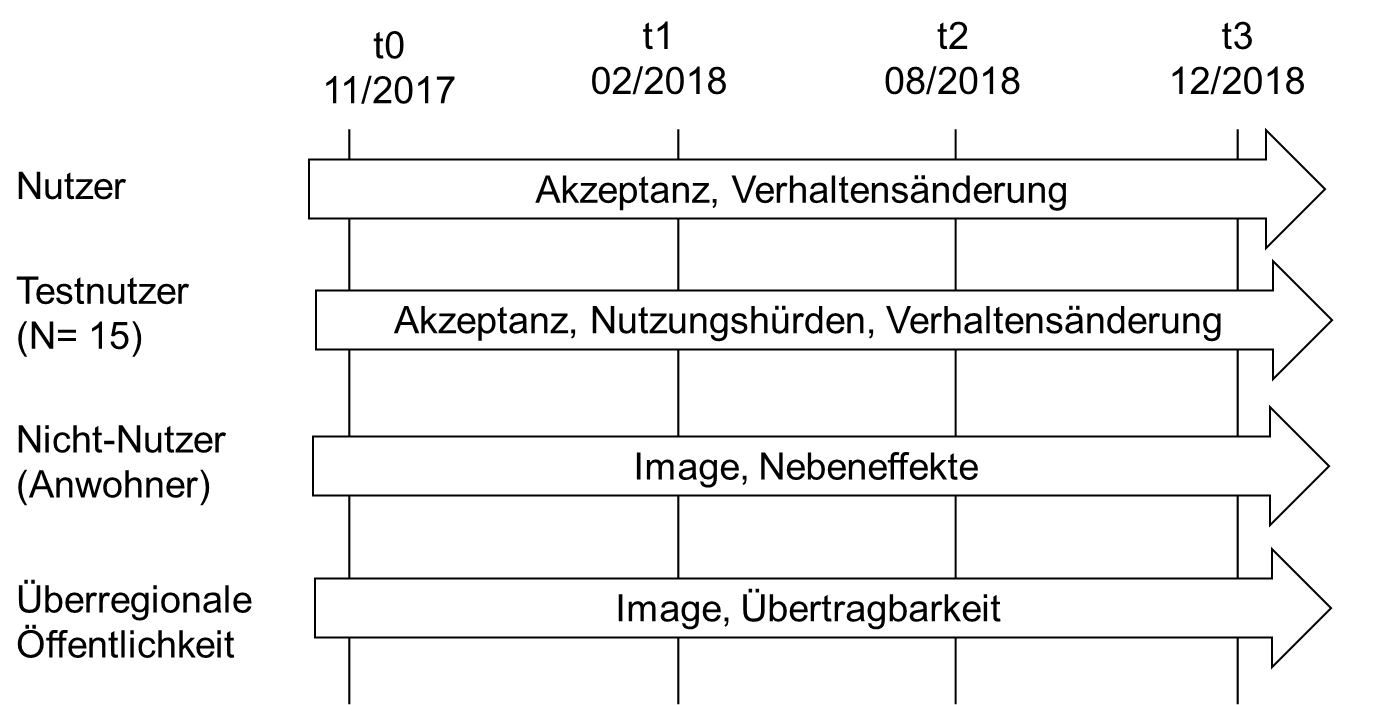 t0
11/2017
t1
02/2018
t2
08/2018
t3
12/2018
Nutzer
Akzeptanz, Verhaltensänderung
Testnutzer
(N= 15)
Akzeptanz, Nutzungshürden, Verhaltensänderung
Nicht-Nutzer
(Anwohner)
Image, Nebeneffekte
Überregionale
Öffentlichkeit
Image, Übertragbarkeit